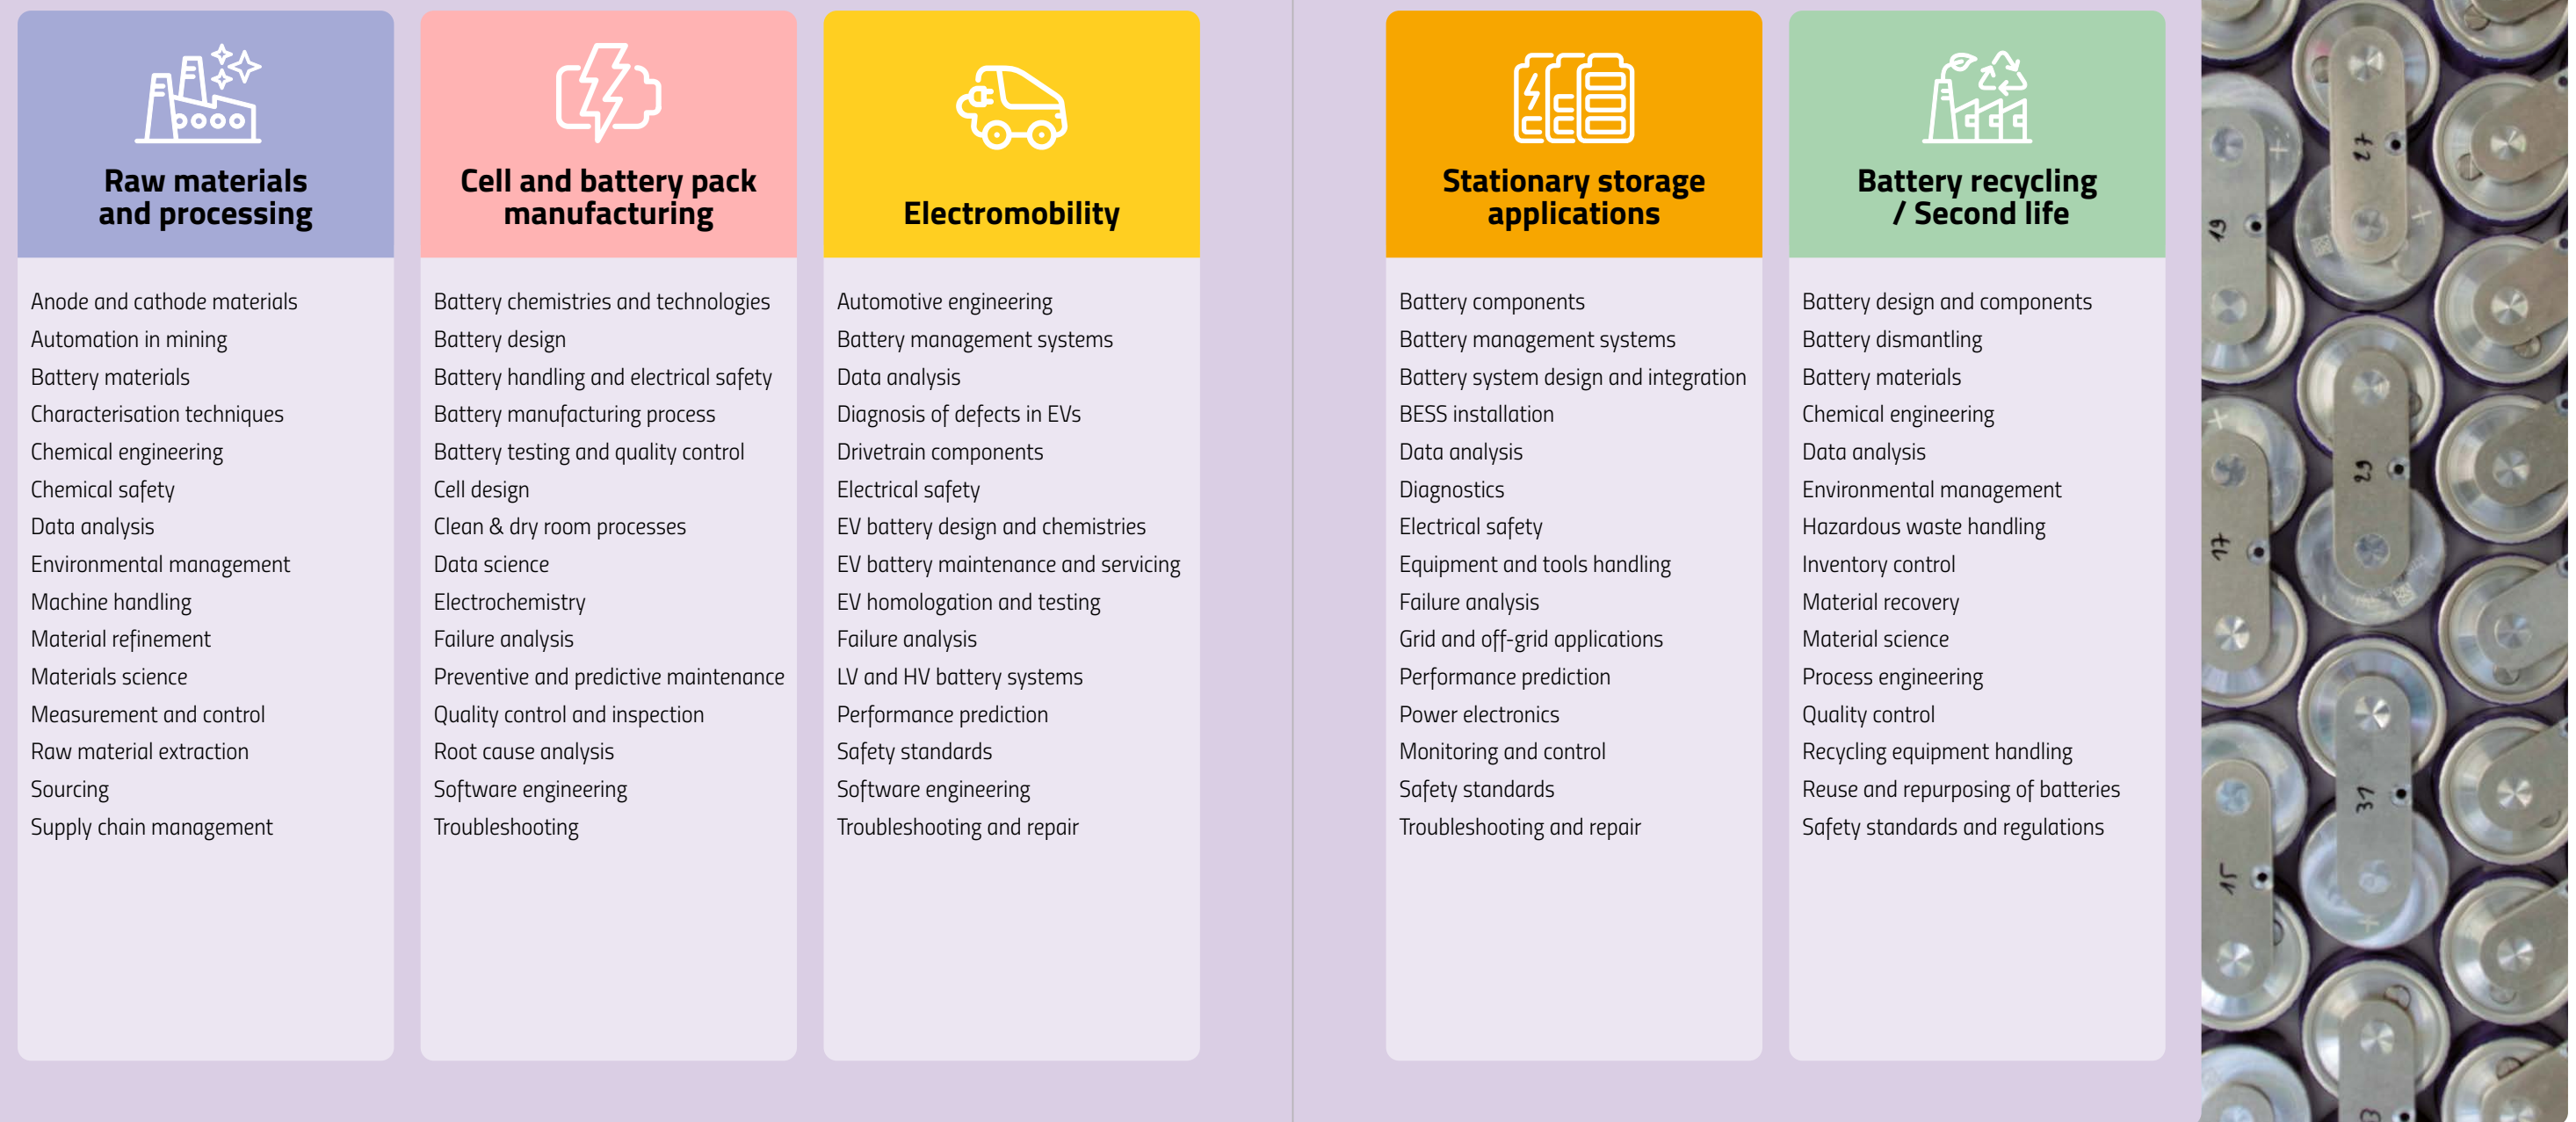 Raw materials
and processing
Anode and cathode materials
Automation in mining
Battery materials
Characterisation techniques
Chemical engineering
Chemical safety
Data analysis
Environmental management
Machine handling
Material refinement
Materials science
Measurement and control
Raw material extraction
Sourcing
Supply chain management
Cell and battery pack
manufacturing
Battery chemistries and technologies
Battery design
Battery handling and electrical safety
Battery manufacturing process
Battery testing and quality control
Cell design
Clean & dry room processes
Data science
Electrochemistry
Failure analysis
Preventive and predictive maintenance
Quality control and inspection
Root cause analysis
Software engineering
Troubleshooting
Electromobility
Automotive engineering
Battery management systems
Data analysis
Diagnosis of defects in EVs
Drivetrain components
Electrical safety
EV battery design and chemistries
EV battery maintenance and servicing
EV homologation and testing
Failure analysis
LV and HV battery systems
Performance prediction
Safety standards
Software engineering
Troubleshooting and repair
Stationary storage
applications
Battery components
Battery management systems
Battery system design and integration
BESS installation
Data analysis
Diagnostics
Electrical safety
Equipment and tools handling
Failure analysis
Grid and off-grid applications
Performance prediction
Power electronics
Monitoring and control
Safety standards
Troubleshooting and repair
Battery recycling
/ Second life
Battery design and components
Battery dismantling
Battery materials
Chemical engineering
Data analysis
Environmental management
Hazardous waste handling
Inventory control
Material recovery
Material science
Process engineering
Quality control
Recycling equipment handling
Reuse and repurposing of batteries
Safety standards and regulations
27
19
29
17
31
15